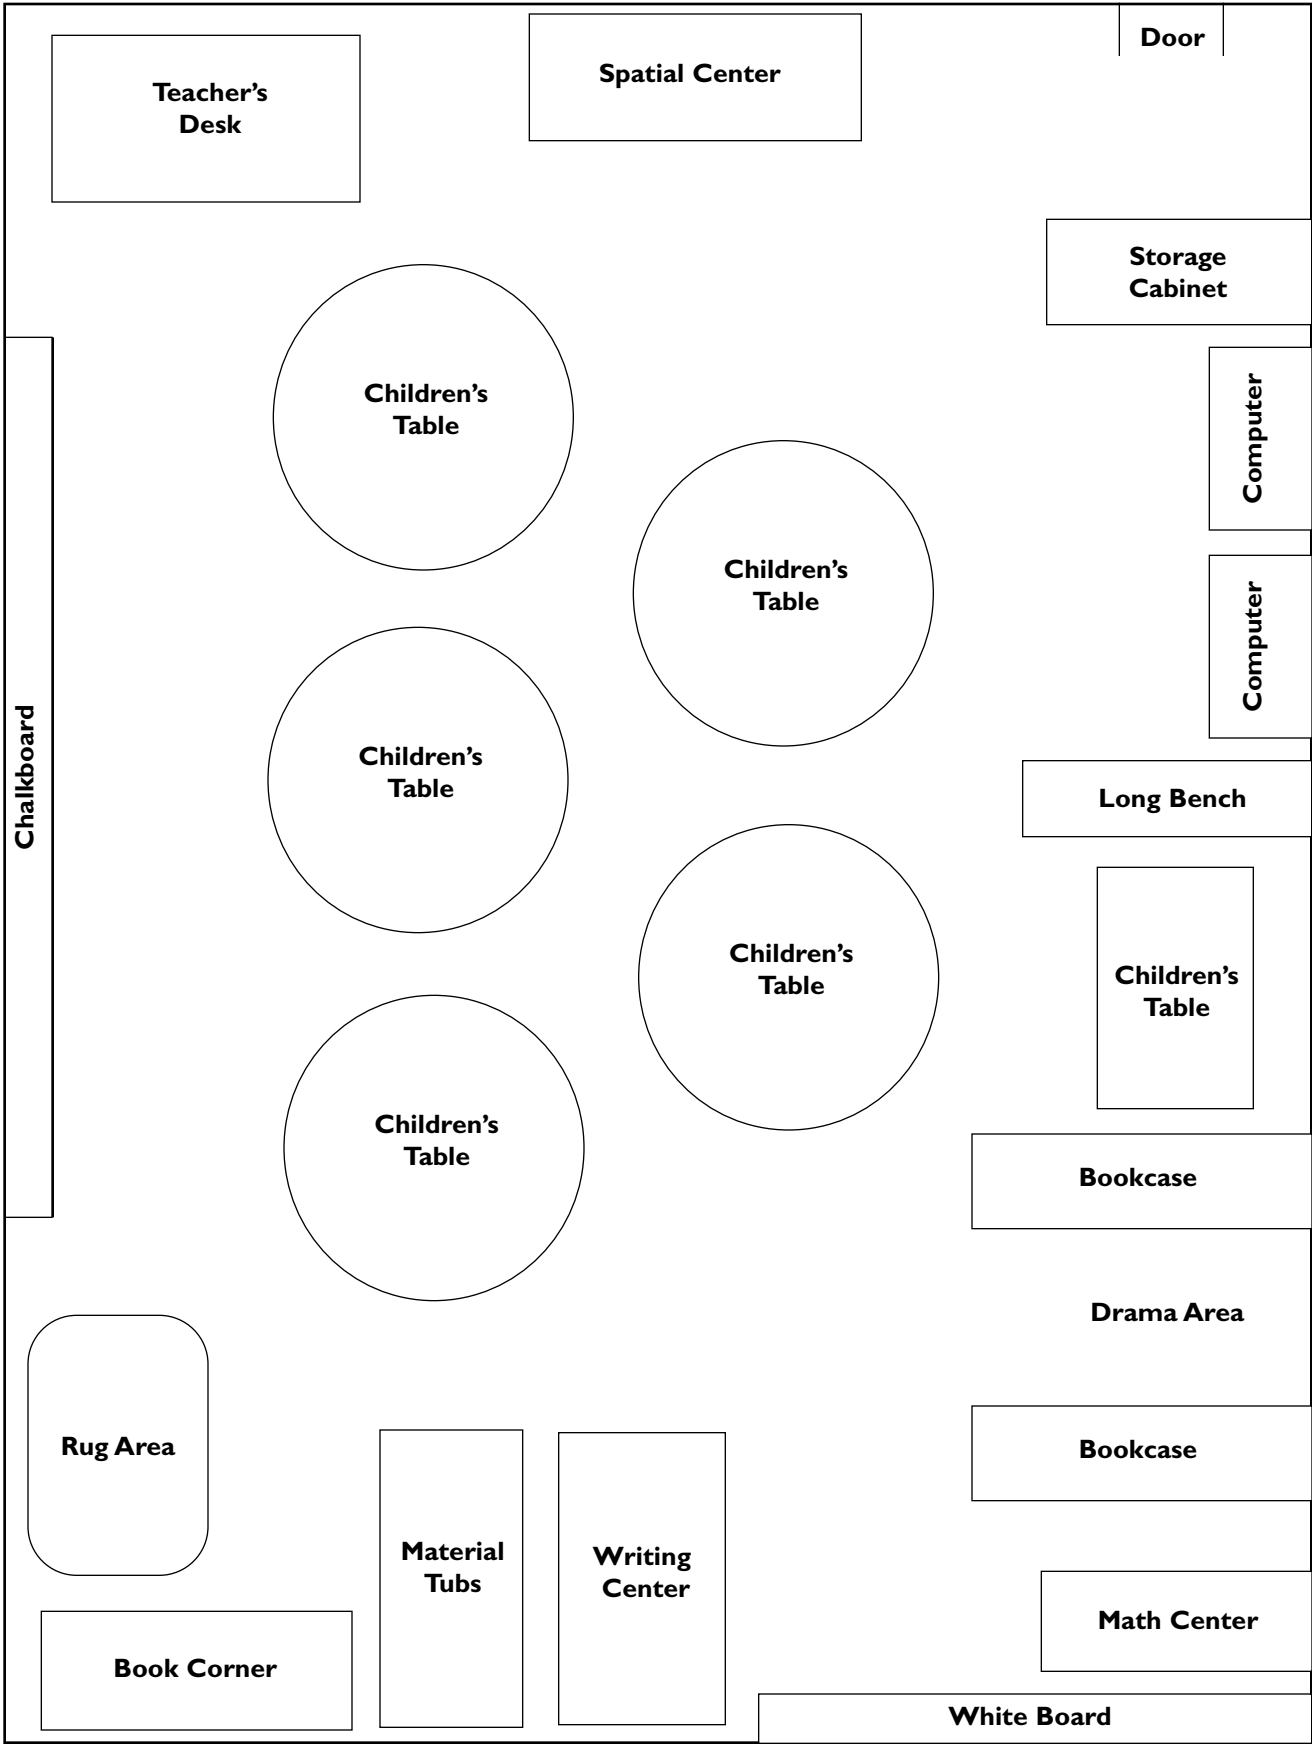 Door
Spatial Center
Teacher’s
Desk
Storage
Cabinet
Children’s
Table
Computer
Children’s
Table
Computer
Children’s
Table
Chalkboard
Long Bench
Children’s
Table
Children’s
Table
Children’s
Table
Bookcase
Drama Area
Rug Area
Bookcase
Material
Tubs
Writing
Center
Math Center
Book Corner
White Board